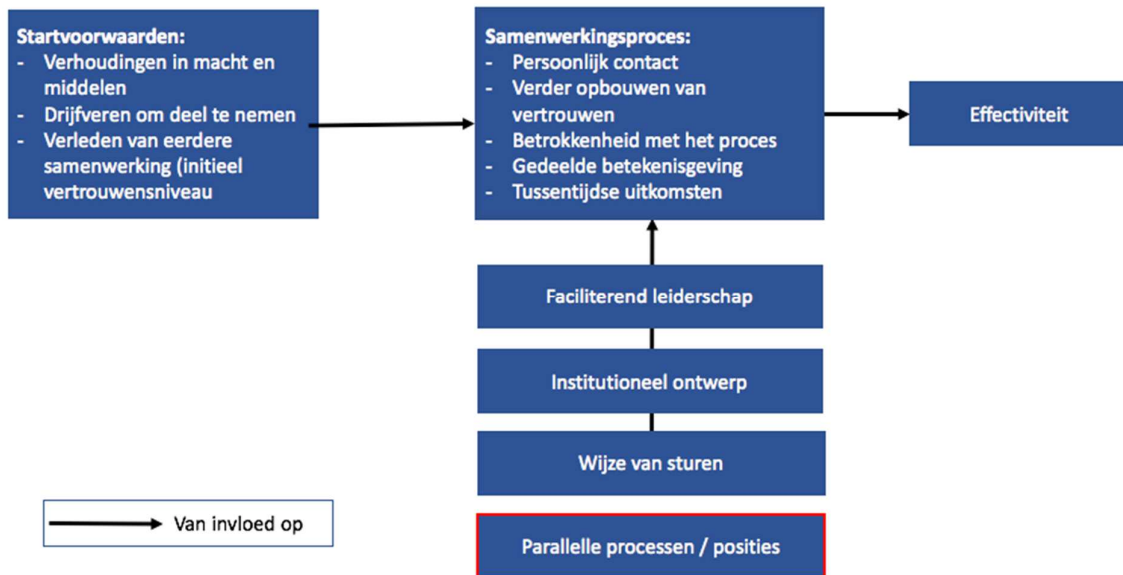 Startvoorwaarden:
- Verhoudingen in macht en
middelen
- Drijfveren om deel te nemen
- Verleden van eerdere
samenwerking (initieel
vertrouwensniveau
Samenwerkingsproces:
- Persoonlijk contact
- Verder opbouwen van
vertrouwen
- Betrokkenheid met het proces
- Gedeelde betekenisgeving
- Tussentijdse uitkomsten
Effectiviteit
Faciliterend leiderschap
Institutioneel ontwerp
Wijze van sturen
Van invloed op
Parallelle processen / posities